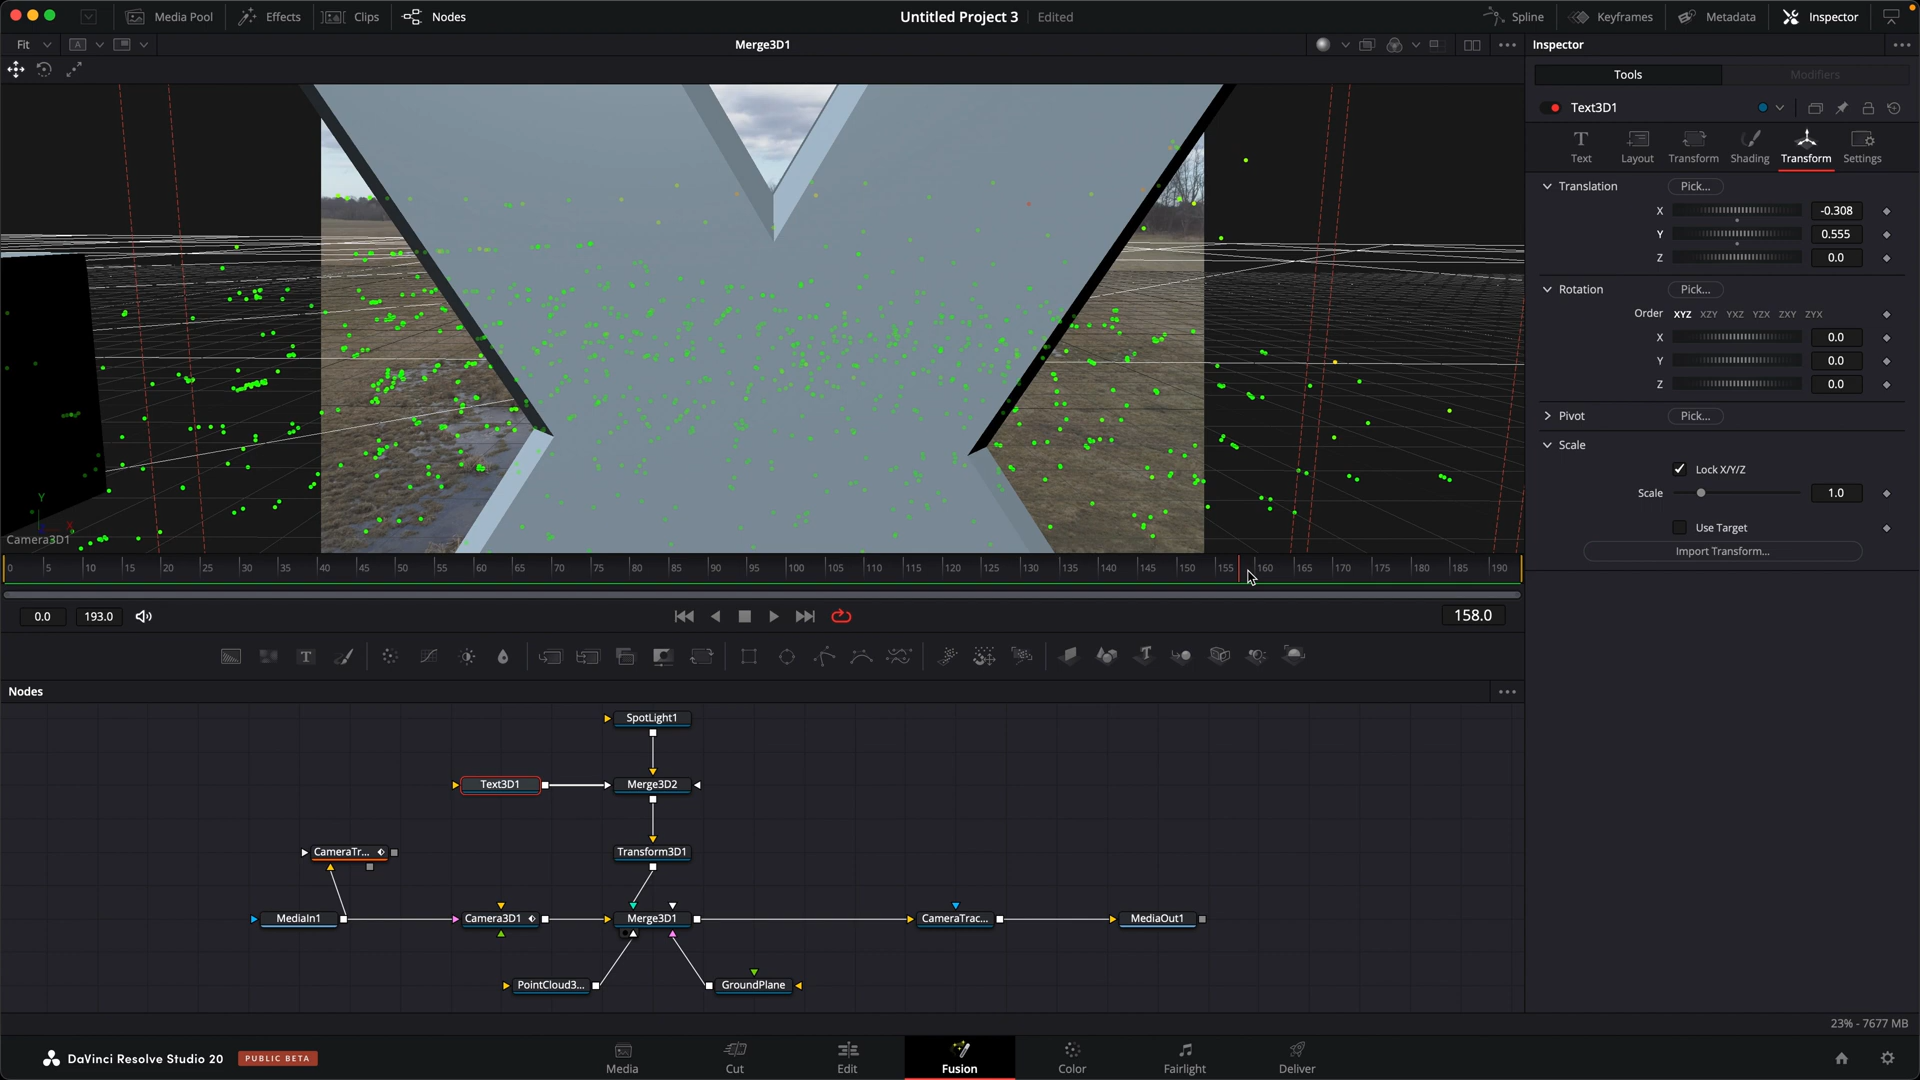 Media Pool
Effects
Clips
Nodes
Untitled Project 3
Edited
Spline
Keyframes
Metadata
Inspector
Fit
A
Merge3D1
Inspector
Tools
Modifiers
Text3D1
Text
Layout
Transform
Shading
Transform
Settings
Translation
Pick...
X
-0.308
Y
0.555
Z
0.0
Rotation
Pick...
Order XYZ XZY YXZ YZX ZXY ZYX
X
0.0
Y
0.0
Z
0.0
Pivot
Pick...
Scale
Lock X/Y/Z
Scale
1.0
Use Target
Import Transform...
Y
X
Camera3D1
0 5 10 15 20 25 30 35 40 45 50 55 60 65 70 75 80 85 90 95 100 105 110 115 120 125 130 135 140 145 150 155 160 165 170 175 180 185 190
0.0
193.0
158.0
T
T
Nodes
SpotLight1
Text3D1
Merge3D2
CameraTr...
Transform3D1
MediaIn1
Camera3D1
Merge3D1
CameraTrac...
MediaOut1
PointCloud3...
GroundPlane
23% - 7677 MB
DaVinci Resolve Studio 20
PUBLIC BETA
Media
Cut
Edit
Fusion
Color
Fairlight
Deliver